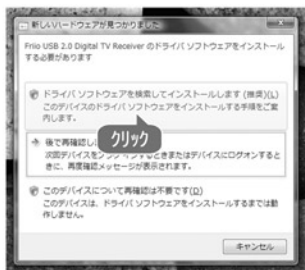 新しいハードウェアが見つかりました
Friio USB 2.0 Digital TV Receiver のドライバ ソフトウェアをインストール
する必要があります
ドライバ ソフトウェアを検索してインストールします (推奨)(L)
このデバイスのドライバ ソフトウェアをインストールする手順をご案
内します。
後で再確認し
クリック
次回デバイスをプラグインするときまたはデバイスにログオンすると
きに、再度確認メッセージが表示されます。
このデバイスについて再確認は不要です(D)
このデバイスは、ドライバ ソフトウェアをインストールするまでは動
作しません。
キャンセル